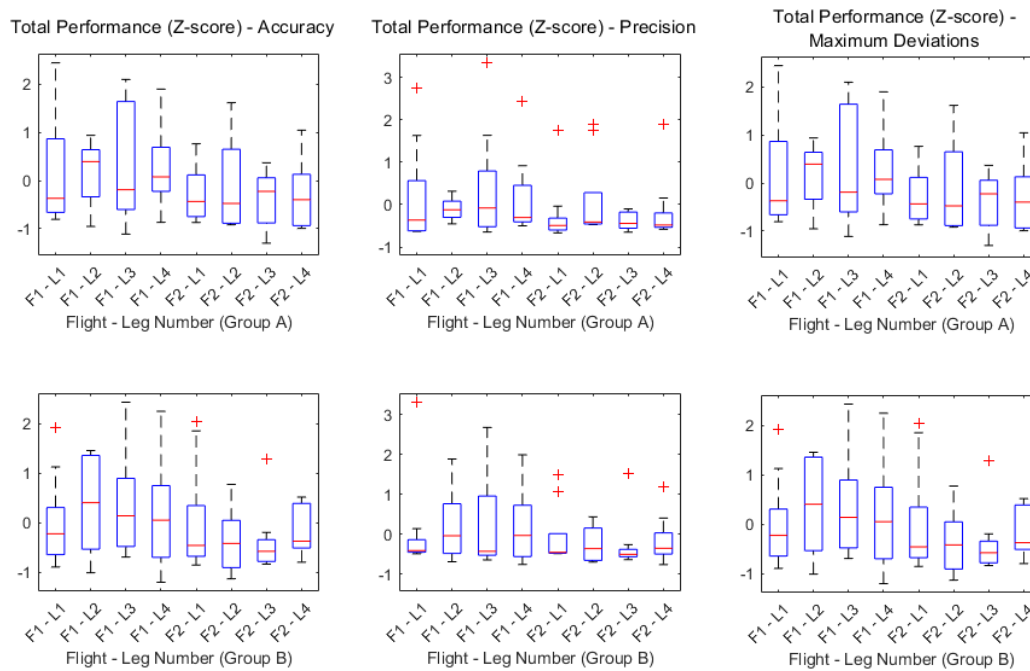 Total Performance (Z-score) - Accuracy
2
1
0
-1
F1 - L1
F1 - L2
F1 - L3
F1 - L4
F2 - L1
F2 - L2
F2 - L3
F2 - L4
Flight - Leg Number (Group A)
Total Performance (Z-score) - Precision
3
2
1
0
-1
F1 - L1
F1 - L2
F1 - L3
F1 - L4
F2 - L1
F2 - L2
F2 - L3
F2 - L4
Flight - Leg Number (Group A)
Total Performance (Z-score) -
Maximum Deviations
2
1
0
-1
F1 - L1
F1 - L2
F1 - L3
F1 - L4
F2 - L1
F2 - L2
F2 - L3
F2 - L4
Flight - Leg Number (Group A)
2
1
0
-1
F1 - L1
F1 - L2
F1 - L3
F1 - L4
F2 - L1
F2 - L2
F2 - L3
F2 - L4
Flight - Leg Number (Group B)
3
2
1
0
-1
F1 - L1
F1 - L2
F1 - L3
F1 - L4
F2 - L1
F2 - L2
F2 - L3
F2 - L4
Flight - Leg Number (Group B)
2
1
0
-1
F1 - L1
F1 - L2
F1 - L3
F1 - L4
F2 - L1
F2 - L2
F2 - L3
F2 - L4
Flight - Leg Number (Group B)